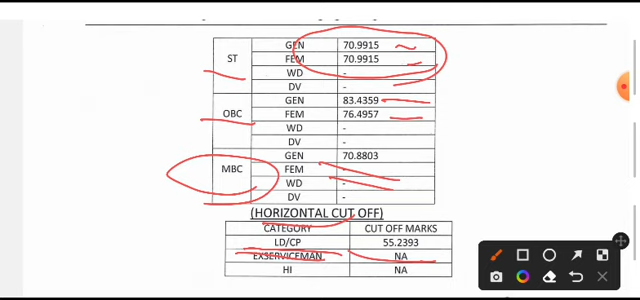 ST GEN 70.9915
FEM 70.9915
WD -
DV -
OBC GEN 83.4359
FEM 76.4957
WD -
DV -
MBC GEN 70.8803
FEM
WD -
DV -
(HORIZONTAL CUT OFF)
CATEGORY CUT OFF MARKS
LD/CP 55.2393
EXSERVICEMAN NA
HI NA